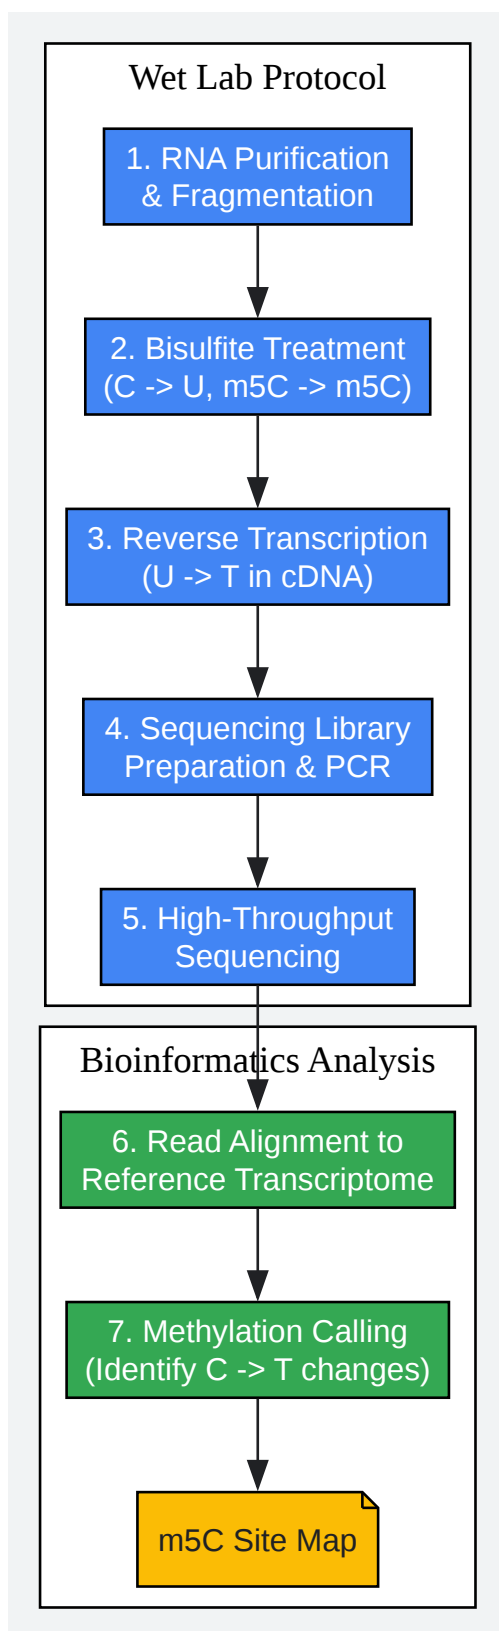 Wet Lab Protocol
1. RNA Purification
& Fragmentation
2. Bisulfite Treatment
(C -> U, m5C -> m5C)
3. Reverse Transcription
(U -> T in cDNA)
4. Sequencing Library
Preparation & PCR
5. High-Throughput
Sequencing
Bioinformatics Analysis
6. Read Alignment to
Reference Transcriptome
7. Methylation Calling
(Identify C -> T changes)
m5C Site Map